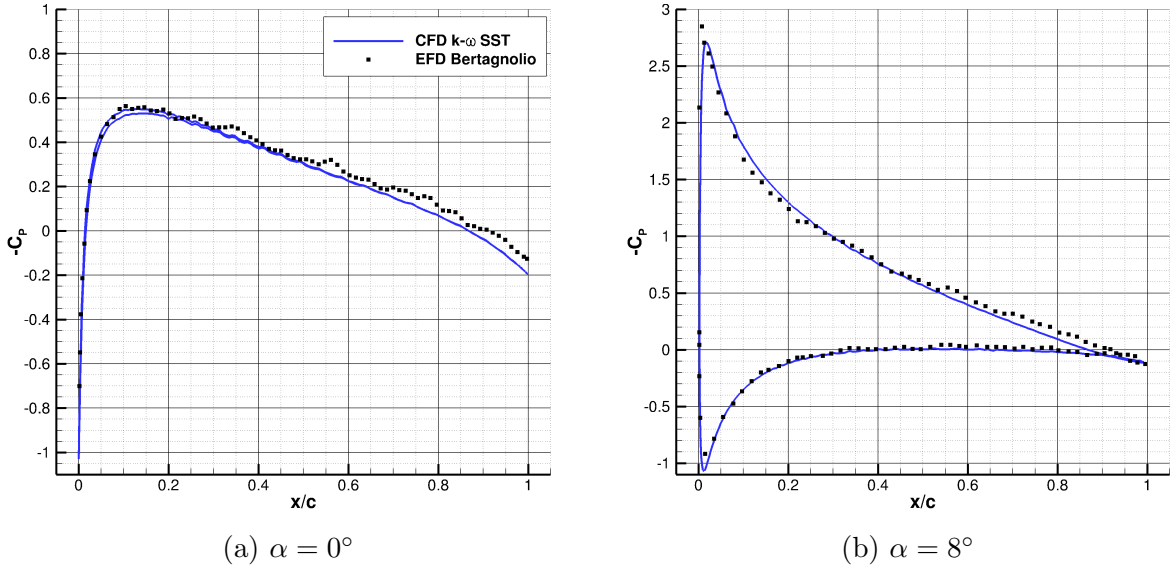 1
0.8
0.6
0.4
0.2
0
-0.2
-0.4
-0.6
-0.8
-1
-C_P
0 0.2 0.4 0.6 0.8 1
x/c
CFD k-ω SST
EFD Bertagnolio
(a) α = 0°
3
2.5
2
1.5
1
0.5
0
-0.5
-1
-C_P
0 0.2 0.4 0.6 0.8 1
x/c
(b) α = 8°